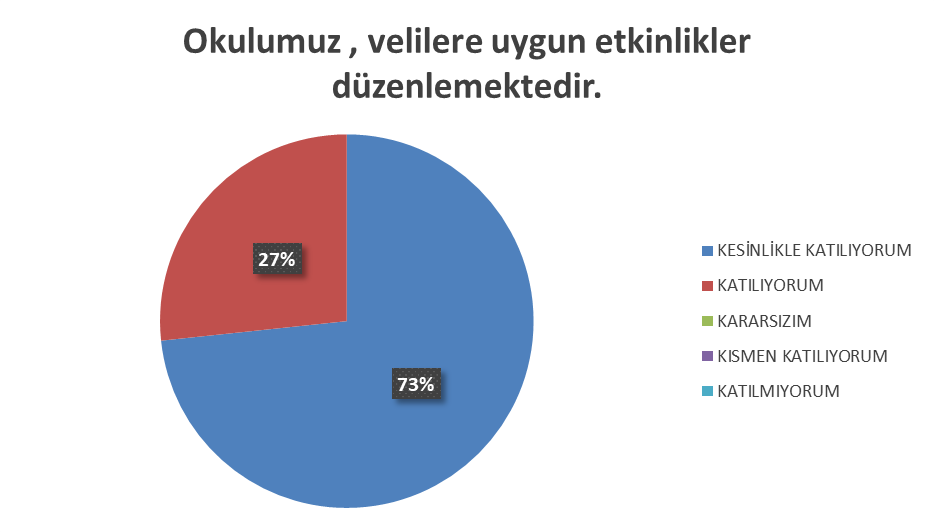 Okulumuz , velilere uygun etkinlikler
düzenlemektedir.
27%
73%
KESİNLİKLE KATILIYORUM
KATILIYORUM
KARARSIZIM
KISMEN KATILIYORUM
KATILMIYORUM